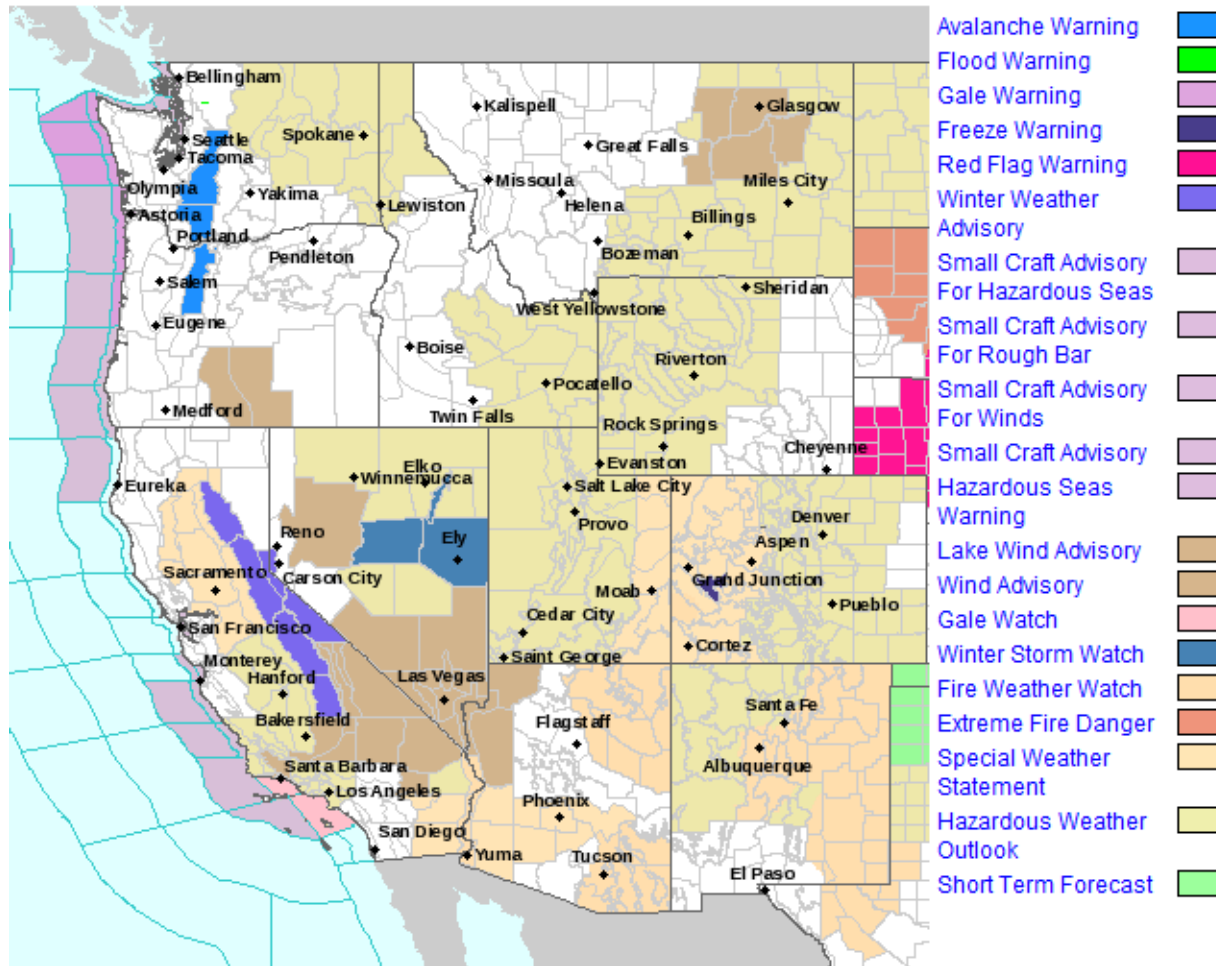 Bellingham
Seattle
Tacoma
Olympia
Astoria
Portland
Salem
Eugene
Medford
Spokane
Yakima
Pendleton
Lewiston
Kalispell
Great Falls
Missoula
Helena
Bozeman
Glasgow
Miles City
Billings
West Yellowstone
Sheridan
Boise
Pocatello
Twin Falls
Riverton
Rock Springs
Cheyenne
Evanston
Eureka
Winnemucca
Elko
Reno
Ely
Carson City
Sacramento
San Francisco
Monterey
Hanford
Bakersfield
Santa Barbara
Los Angeles
San Diego
Las Vegas
Salt Lake City
Provo
Moab
Cedar City
Saint George
Denver
Aspen
Grand Junction
Pueblo
Cortez
Flagstaff
Phoenix
Yuma
Tucson
Santa Fe
Albuquerque
El Paso
Avalanche Warning
Flood Warning
Gale Warning
Freeze Warning
Red Flag Warning
Winter Weather
Advisory
Small Craft Advisory
For Hazardous Seas
Small Craft Advisory
For Rough Bar
Small Craft Advisory
For Winds
Small Craft Advisory
Hazardous Seas
Warning
Lake Wind Advisory
Wind Advisory
Gale Watch
Winter Storm Watch
Fire Weather Watch
Extreme Fire Danger
Special Weather
Statement
Hazardous Weather
Outlook
Short Term Forecast